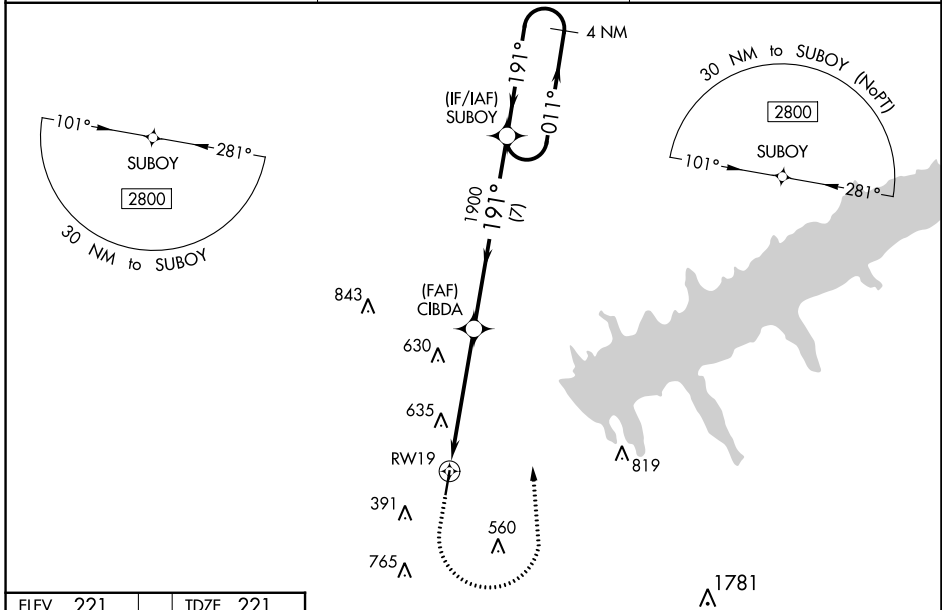 4 NM
191°
011°
(IF/IAF)
SUBOY
101°
281°
SUBOY
2800
30 NM to SUBOY
30 NM to SUBOY (NoPT)
2800
SUBOY
101°
281°
1900
191°
(7)
843
(FAF)
CIBDA
630
635
RW19
819
391
560
765
1781
ELEV 221
TDZE 221